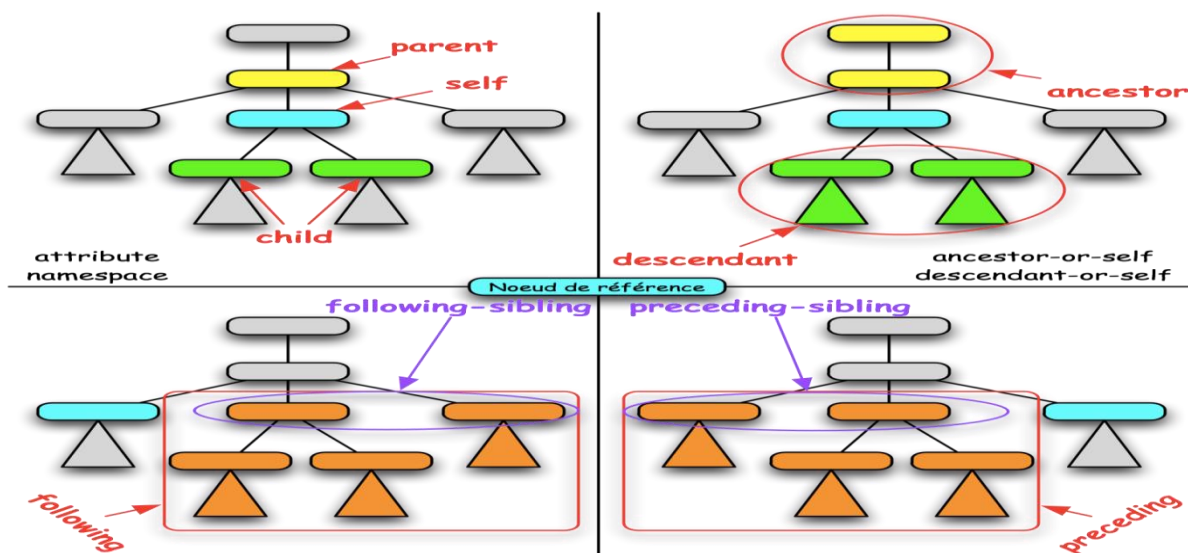 parent
self
child
attribute
namespace
ancestor
descendant
ancestor-or-self
descendant-or-self
Noeud de référence
following-sibling
preceding-sibling
following
preceding